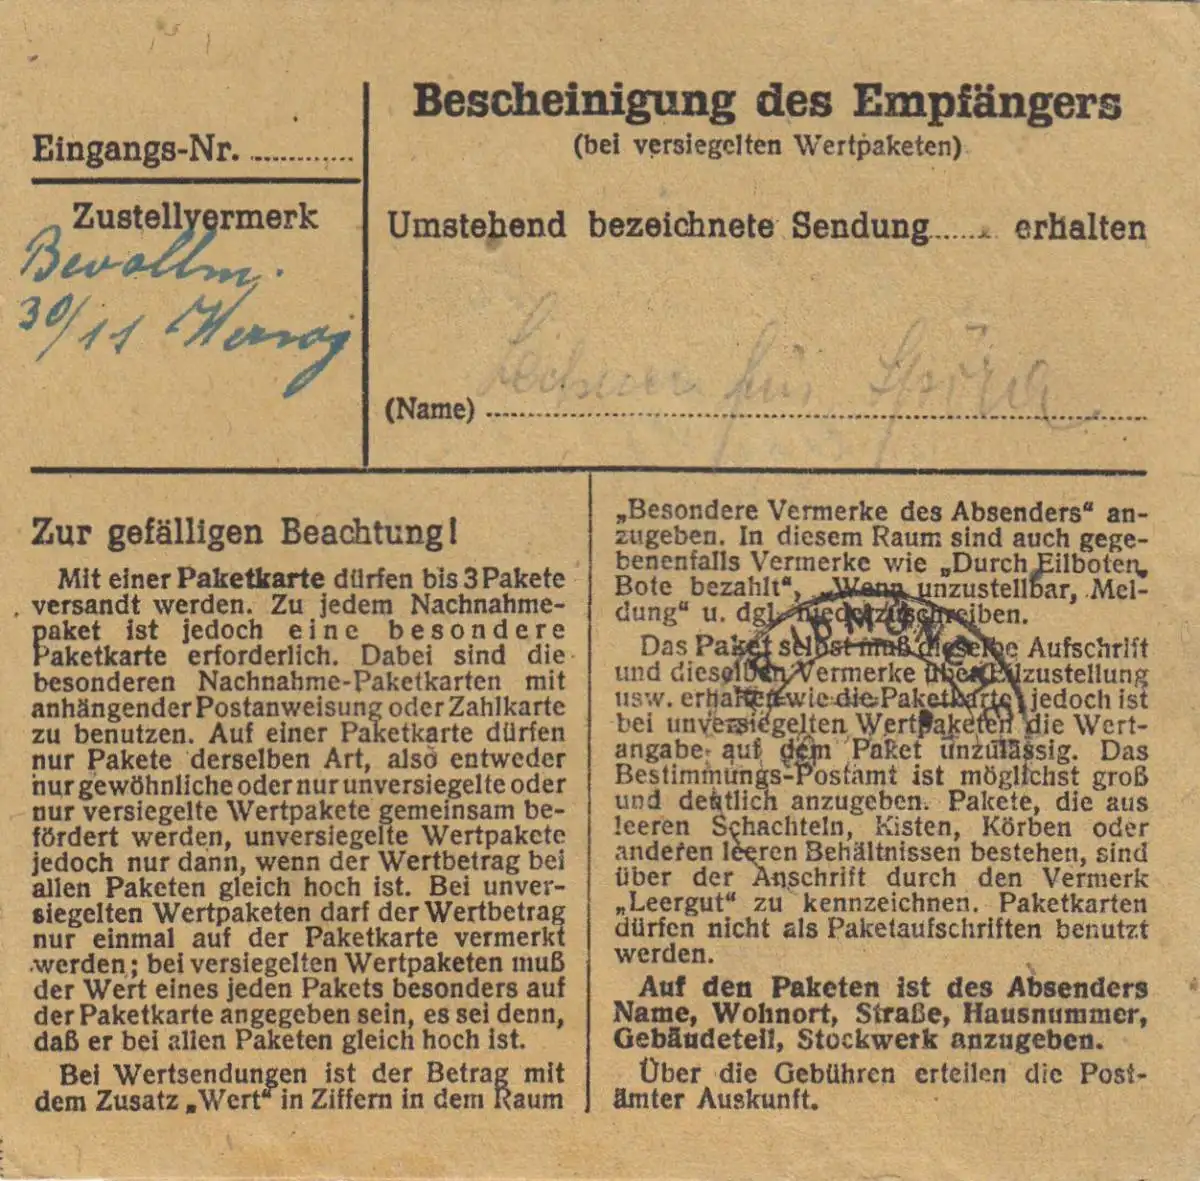 Eingangs-Nr. ............
Zustellvermerk
Bevollm.
30/11 Herzog
Bescheinigung des Empfängers
(bei versiegelten Wertpaketen)
Umstehend bezeichnete Sendung....... erhalten
(Name) für
Zur gefälligen Beachtung!
Mit einer Paketkarte dürfen bis 3 Pakete
versandt werden. Zu jedem Nachnahme-
paket ist jedoch eine besondere
Paketkarte erforderlich. Dabei sind die
besonderen Nachnahme-Paketkarten mit
anhängender Postanweisung oder Zahlkarte
zu benutzen. Auf einer Paketkarte dürfen
nur Pakete derselben Art, also entweder
nur gewöhnliche oder nur unversiegelte oder
nur versiegelte Wertpakete gemeinsam be-
fördert werden, unversiegelte Wertpakete
jedoch nur dann, wenn der Wertbetrag bei
allen Paketen gleich hoch ist. Bei unver-
siegelten Wertpaketen darf der Wertbetrag
nur einmal auf der Paketkarte vermerkt
werden; bei versiegelten Wertpaketen muß
der Wert eines jeden Pakets besonders auf
der Paketkarte angegeben sein, es sei denn,
daß er bei allen Paketen gleich hoch ist.
Bei Wertsendungen ist der Betrag mit
dem Zusatz „Wert“ in Ziffern in dem Raum
„Besondere Vermerke des Absenders“ an-
zugeben. In diesem Raum sind auch gege-
benenfalls Vermerke wie „Durch Eilboten,
Bote bezahlt“, „Wenn unzustellbar, Mel-
dung“ u. dgl. niederzuschreiben.
Das Paket selbst muß dieselbe Aufschrift
und dieselben Vermerke über Eilzustellung
usw. erhalten wie die Paketkarte, jedoch ist
bei unversiegelten Wertpaketen die Wert-
angabe auf dem Paket unzulässig. Das
Bestimmungs-Postamt ist möglichst groß
und deutlich anzugeben. Pakete, die aus
leeren Schachteln, Kisten, Körben oder
anderen leeren Behältnissen bestehen, sind
über der Anschrift durch den Vermerk
„Leergut“ zu kennzeichnen. Paketkarten
dürfen nicht als Paketaufschriften benutzt
werden.
Auf den Paketen ist des Absenders
Name, Wohnort, Straße, Hausnummer,
Gebäudeteil, Stockwerk anzugeben.
Über die Gebühren erteilen die Post-
ämter Auskunft.